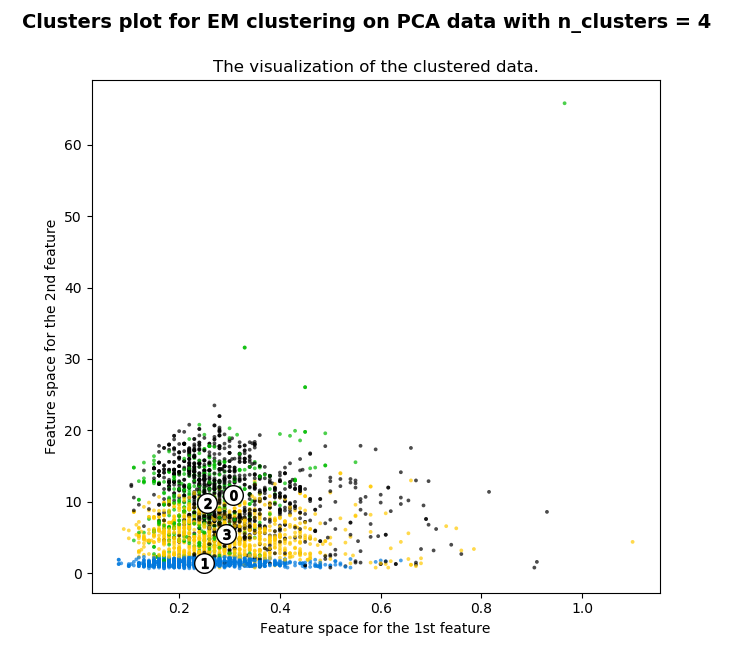 Clusters plot for EM clustering on PCA data with n_clusters = 4
The visualization of the clustered data.
60
50
40
30
20
10
0
Feature space for the 2nd feature
0
2
3
1
0.2 0.4 0.6 0.8 1.0
Feature space for the 1st feature